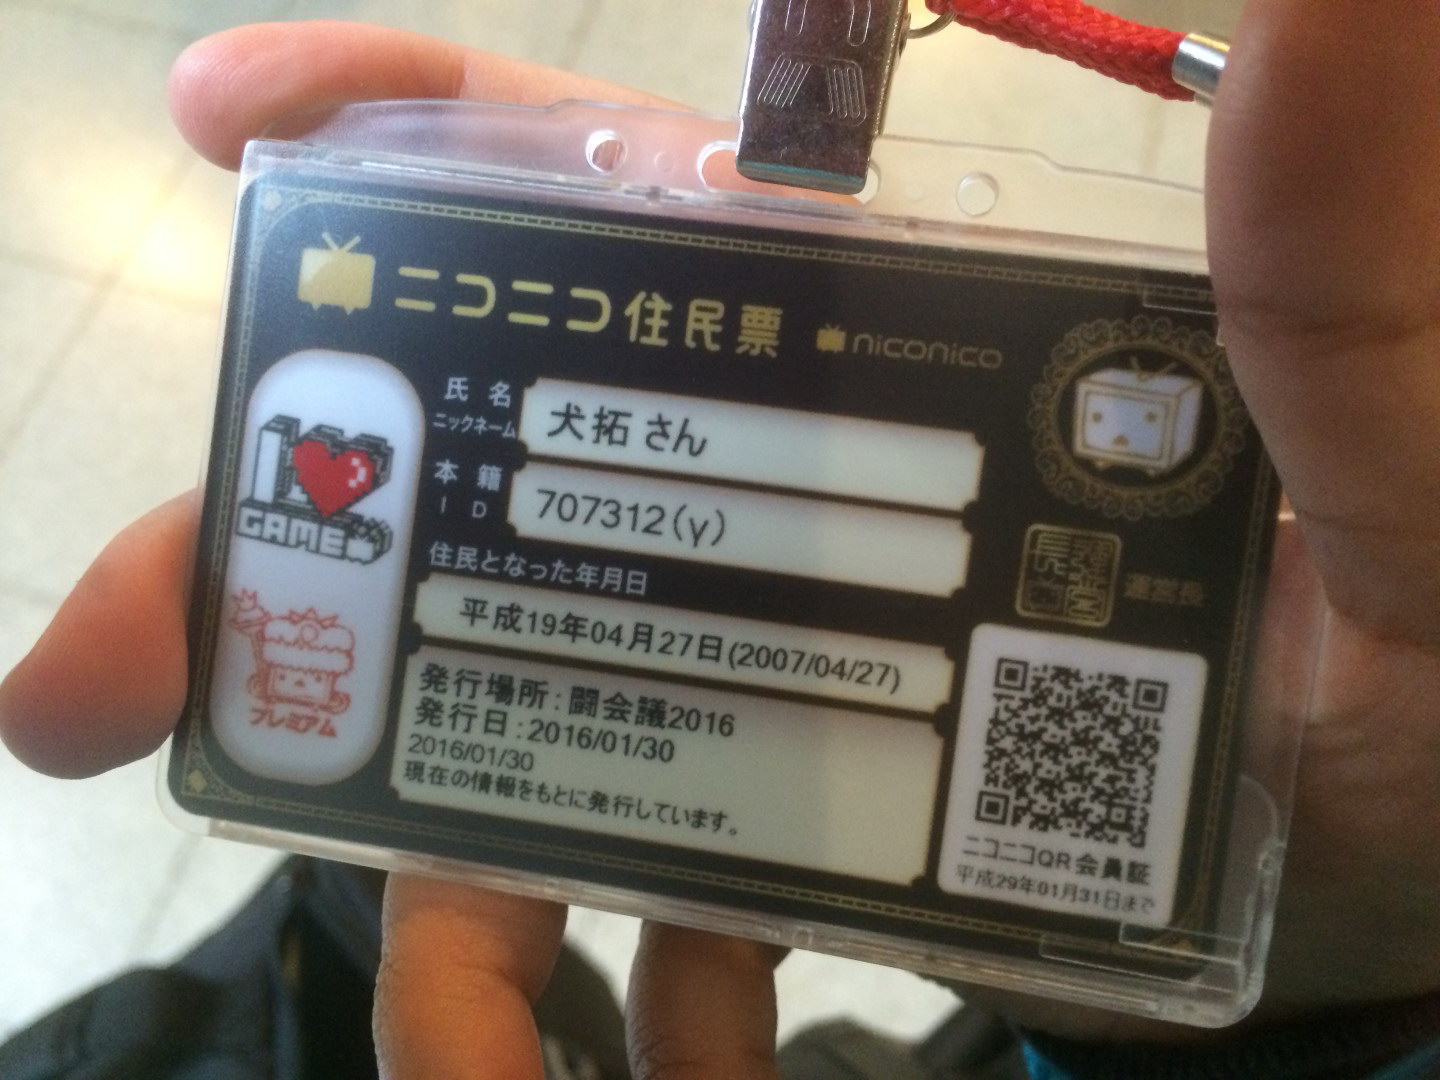 ニコニコ住民票
niconico
氏名
ニックネーム
犬拓 さん
本籍
ID
707312(γ)
住民となった年月日
平成19年04月27日(2007/04/27)
発行場所:闘会議2016
発行日:2016/01/30
2016/01/30
現在の情報をもとに発行しています。
I
GAME
プレミアム
運営長
ニコニコQR会員証
平成29年01月31日まで